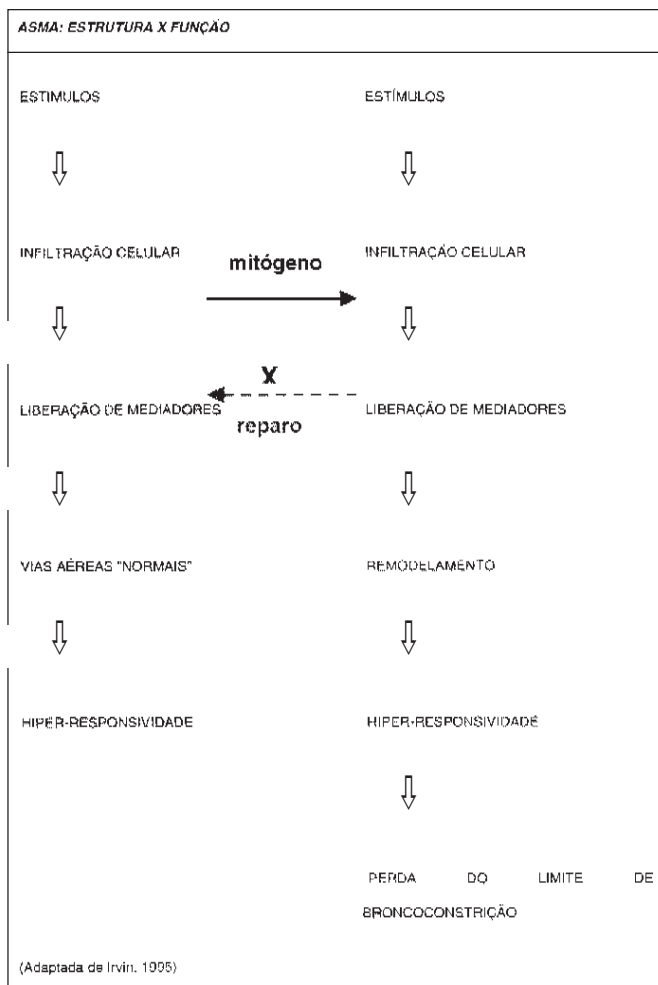 ASMA: ESTRUTURA X FUNÇÃO
ESTIMULOS
ESTÍMULOS
INFILTRAÇÃO CELULAR
mitógeno
INFILTRAÇÃO CELULAR
X
LIBERAÇÃO DE MEDIADORES
reparo
LIBERAÇÃO DE MEDIADORES
VIAS AÉREAS "NORMAIS"
REMODELAMENTO
HIPER-RESPONSIVIDADE
HIPER-RESPONSIVIDADE
PERDA DO LIMITE DE
BRONCOCONSTRIÇÃO
(Adaptada de Irvin. 1995)